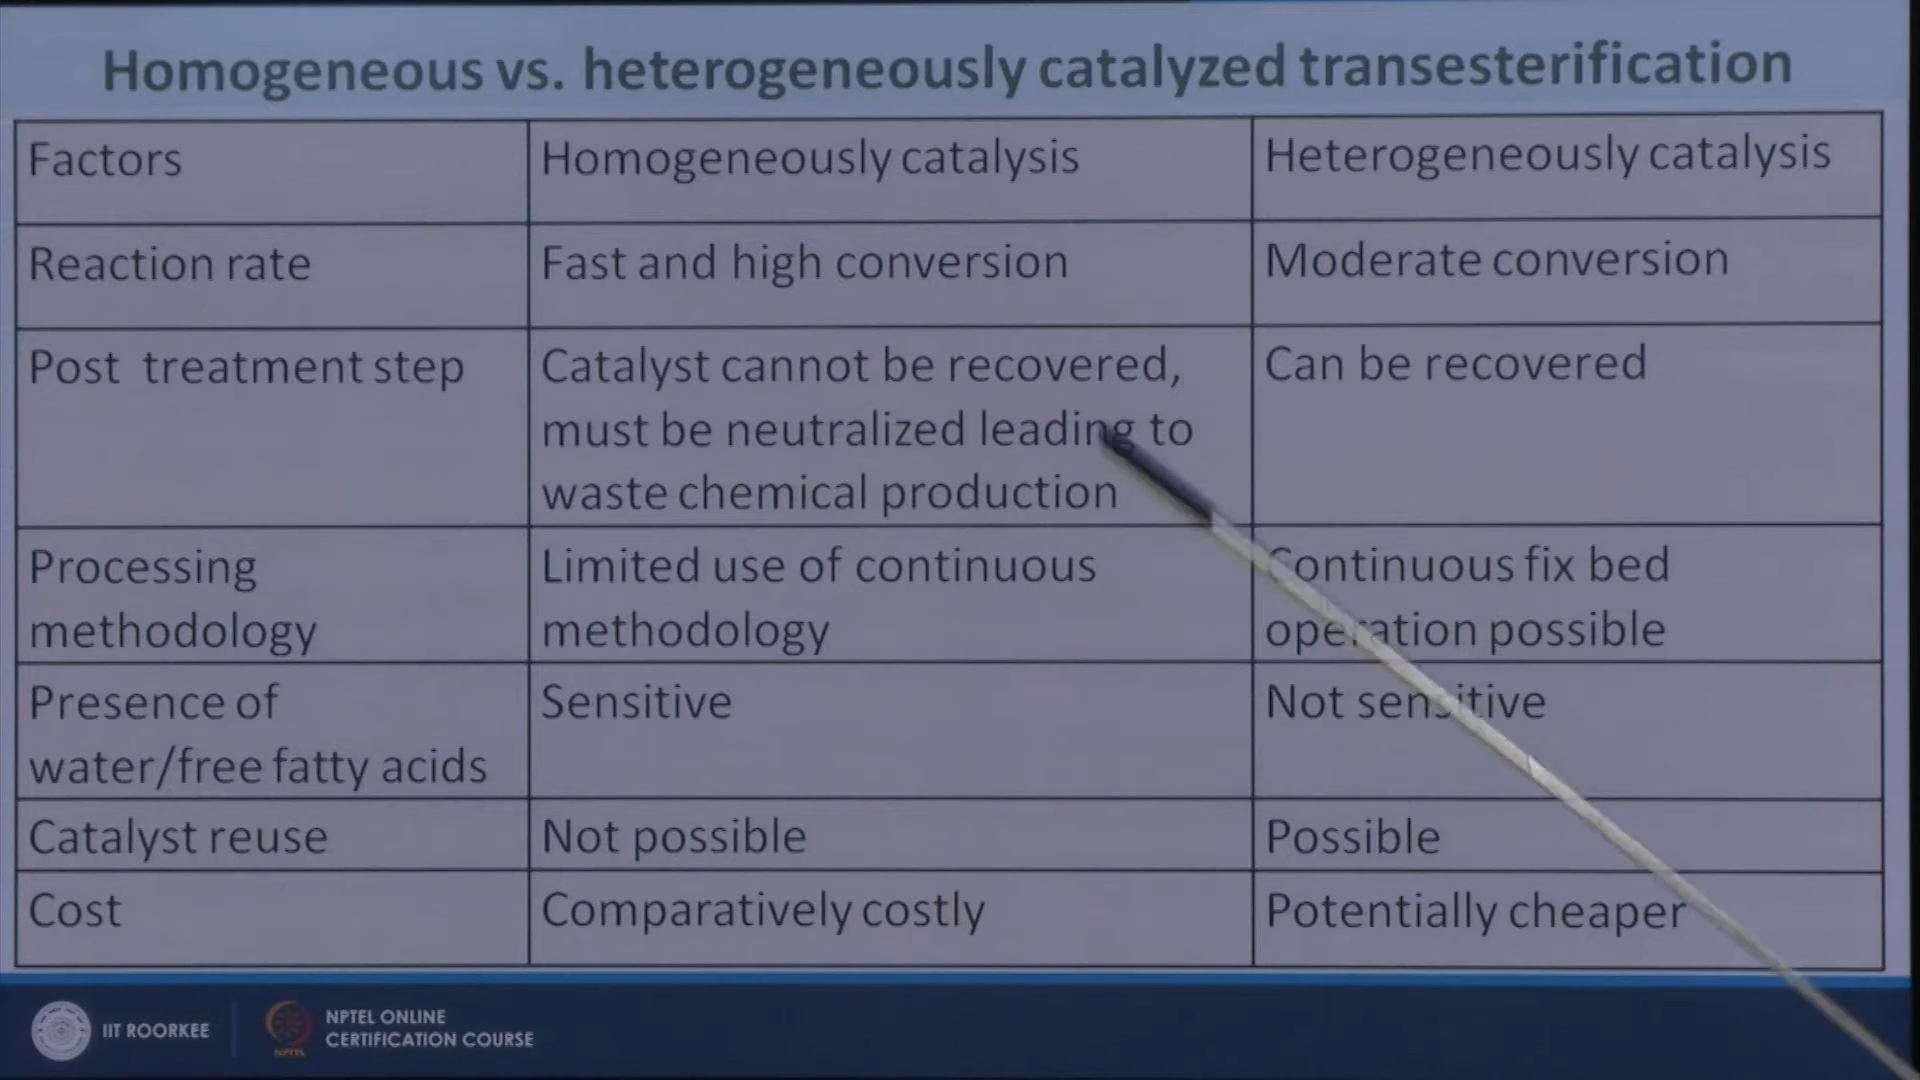 Homogeneous vs. heterogeneously catalyzed transesterification
Factors
Homogeneously catalysis
Heterogeneously catalysis
Reaction rate
Fast and high conversion
Moderate conversion
Post treatment step
Catalyst cannot be recovered,
must be neutralized leading to
waste chemical production
Can be recovered
Processing
methodology
Limited use of continuous
methodology
Continuous fix bed
operation possible
Presence of
water/free fatty acids
Sensitive
Not sensitive
Catalyst reuse
Not possible
Possible
Cost
Comparatively costly
Potentially cheaper
IIT ROORKEE
NPTEL
NPTEL ONLINE
CERTIFICATION COURSE